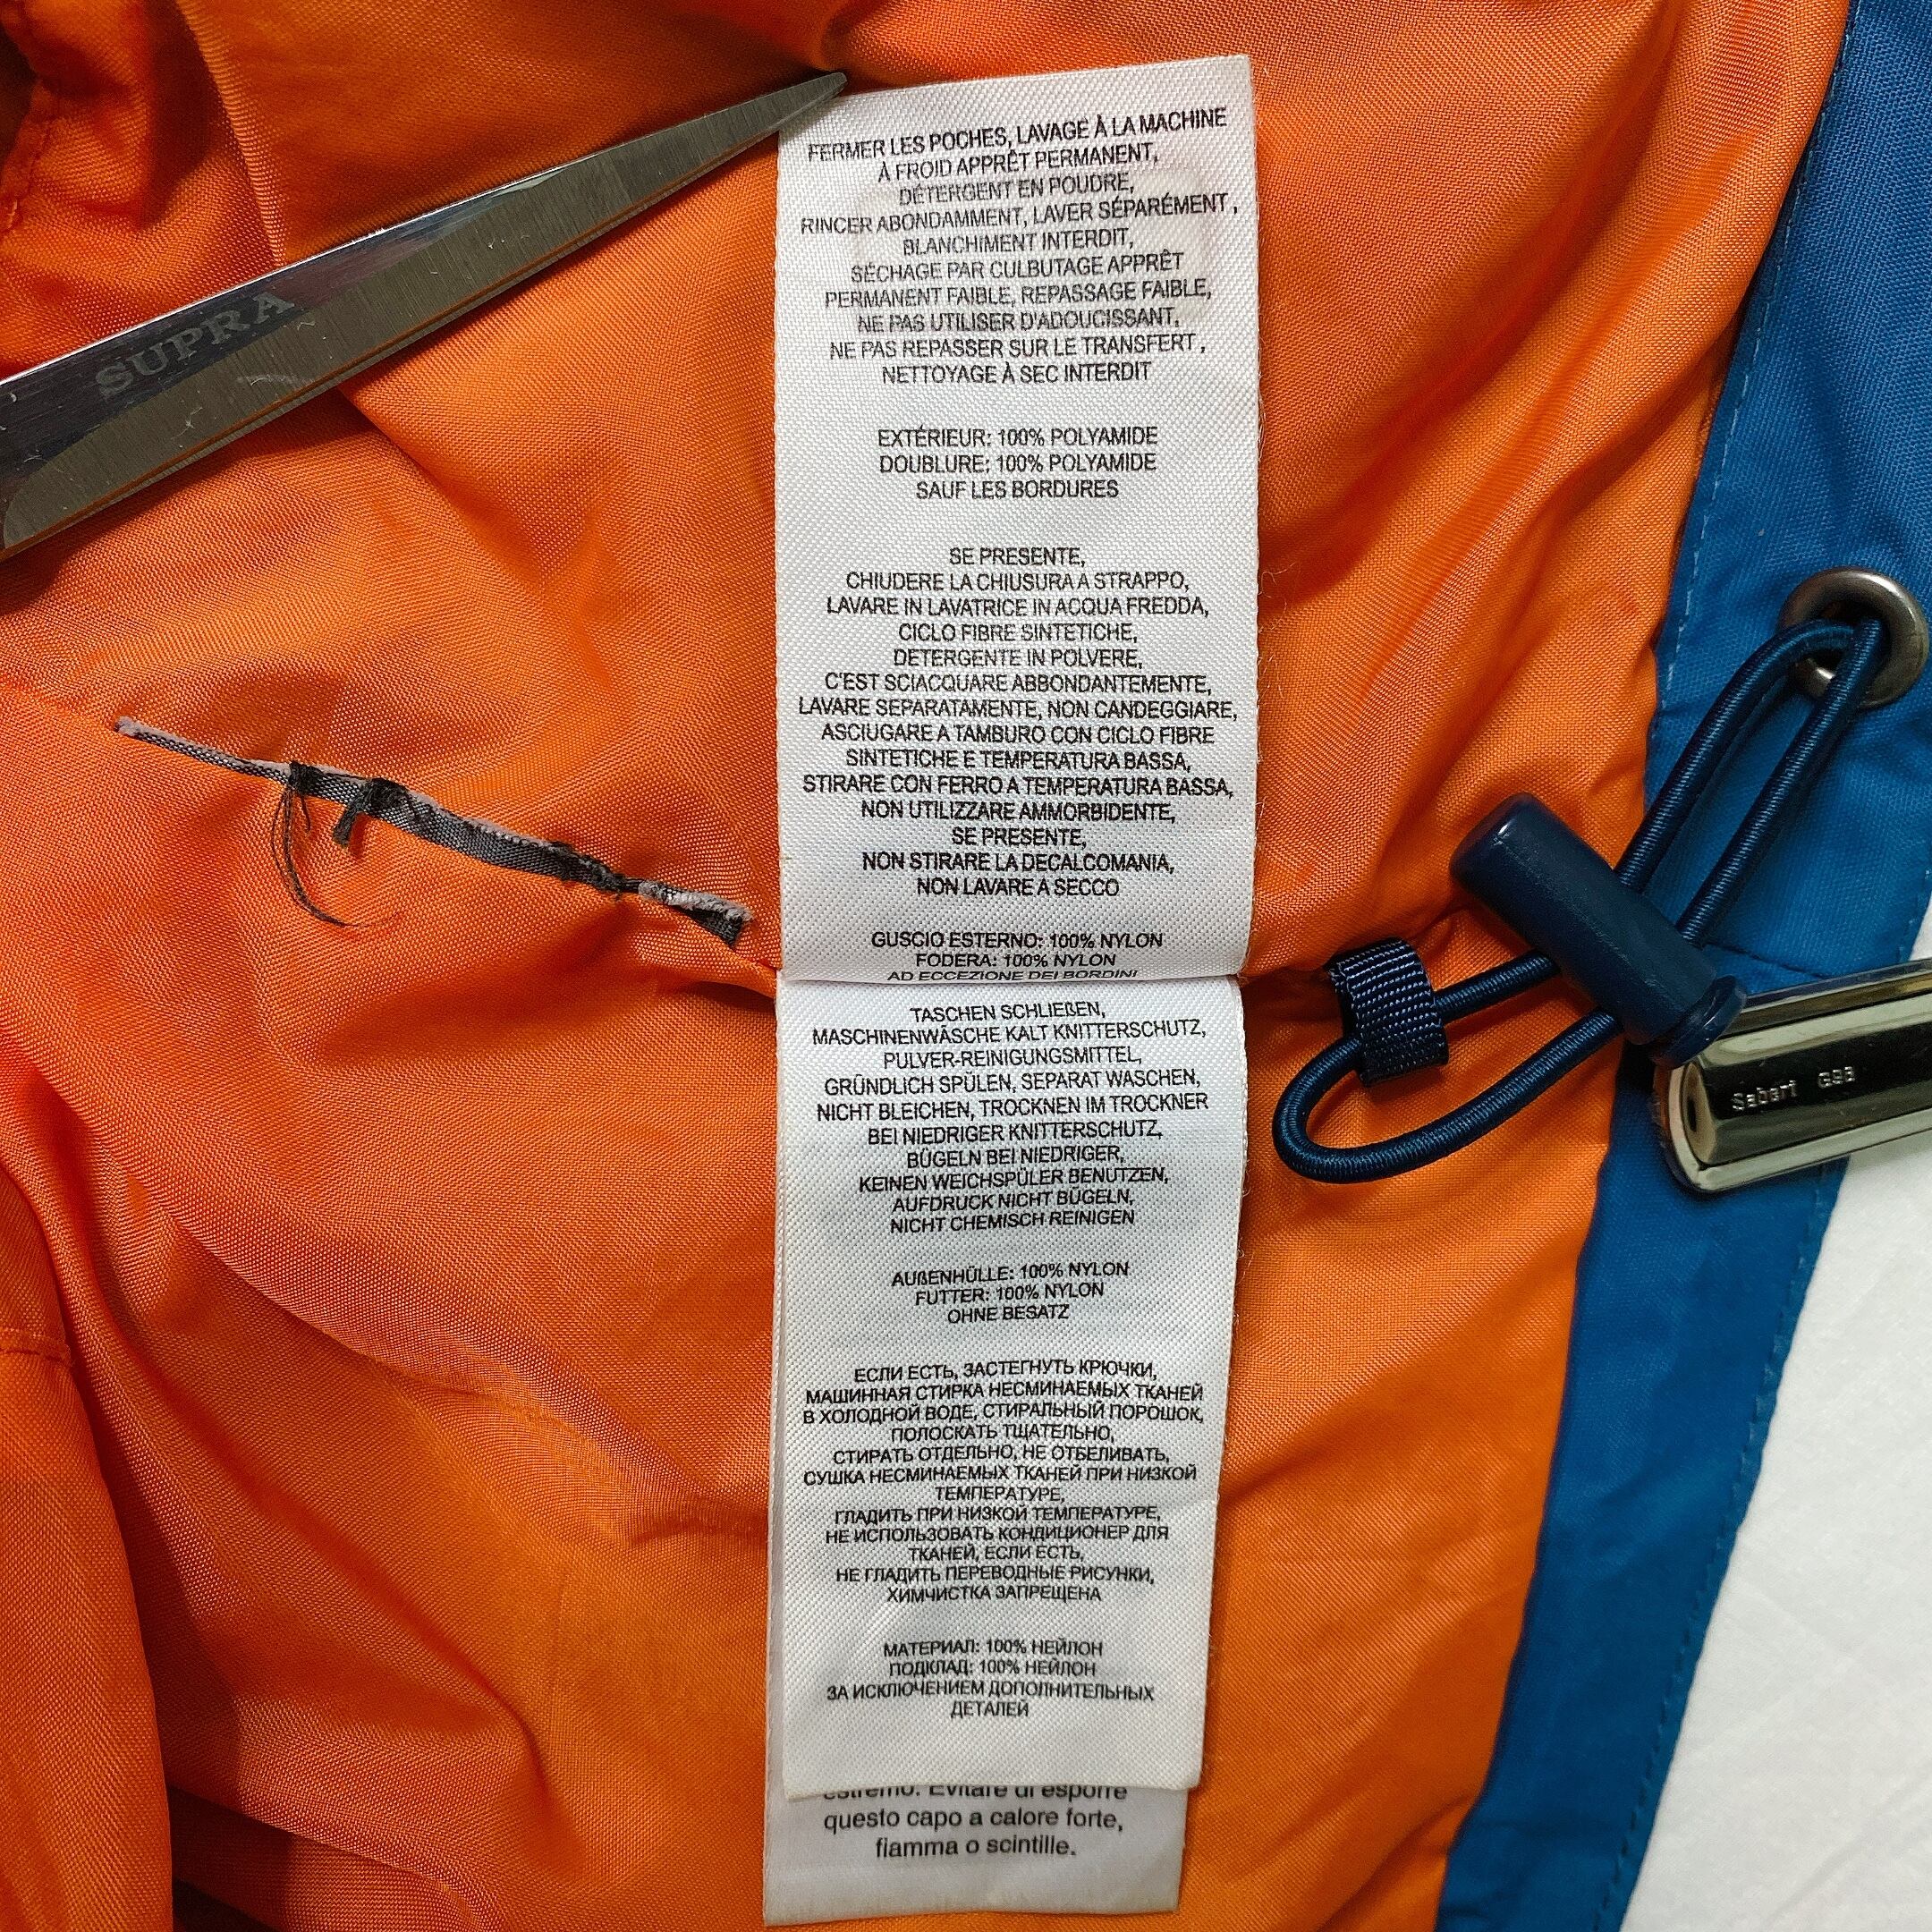 SUPRA
FERMER LES POCHES, LAVAGE À LA MACHINE
À FROID APPRÊT PERMANENT,
DÉTERGENT EN POUDRE,
RINCER ABONDAMMENT, LAVER SÉPARÉMENT,
BLANCHIMENT INTERDIT,
SÉCHAGE PAR CULBUTAGE APPRÊT
PERMANENT FAIBLE, REPASSAGE FAIBLE,
NE PAS UTILISER D'ADOUCISSANT,
NE PAS REPASSER SUR LE TRANSFERT,
NETTOYAGE À SEC INTERDIT
EXTÉRIEUR: 100% POLYAMIDE
DOUBLURE: 100% POLYAMIDE
SAUF LES BORDURES
SE PRESENTE,
CHIUDERE LA CHIUSURA A STRAPPO,
LAVARE IN LAVATRICE IN ACQUA FREDDA,
CICLO FIBRE SINTETICHE,
DETERGENTE IN POLVERE,
C'EST SCIACQUARE ABBONDANTEMENTE,
LAVARE SEPARATAMENTE, NON CANDEGGIARE,
ASCIUGARE A TAMBURO CON CICLO FIBRE
SINTETICHE E TEMPERATURA BASSA,
STIRARE CON FERRO A TEMPERATURA BASSA,
NON UTILIZZARE AMMORBIDENTE,
SE PRESENTE,
NON STIRARE LA DECALCOMANIA,
NON LAVARE A SECCO
GUSCIO ESTERNO: 100% NYLON
FODERA: 100% NYLON
AD ECCEZIONE DEI BORDINI
TASCHEN SCHLIEßEN,
MASCHINENWÄSCHE KALT KNITTERSCHUTZ,
PULVER-REINIGUNGSMITTEL,
GRÜNDLICH SPÜLEN, SEPARAT WASCHEN,
NICHT BLEICHEN, TROCKNEN IM TROCKNER
BEI NIEDRIGER KNITTERSCHUTZ,
BÜGELN BEI NIEDRIGER,
KEINEN WEICHSPÜLER BENUTZEN,
AUFDRUCK NICHT BÜGELN,
NICHT CHEMISCH REINIGEN
AUßENHÜLLE: 100% NYLON
FUTTER: 100% NYLON
OHNE BESATZ
ЕСЛИ ЕСТЬ, ЗАСТЕГНУТЬ КРЮЧКИ,
МАШИННАЯ СТИРКА НЕСМИНАЕМЫХ ТКАНЕЙ
В ХОЛОДНОЙ ВОДЕ, СТИРАЛЬНЫЙ ПОРОШОК,
ПОЛОСКАТЬ ТЩАТЕЛЬНО,
СТИРАТЬ ОТДЕЛЬНО, НЕ ОТБЕЛИВАТЬ,
СУШКА НЕСМИНАЕМЫХ ТКАНЕЙ ПРИ НИЗКОЙ
ТЕМПЕРАТУРЕ,
ГЛАДИТЬ ПРИ НИЗКОЙ ТЕМПЕРАТУРЕ,
НЕ ИСПОЛЬЗОВАТЬ КОНДИЦИОНЕР ДЛЯ
ТКАНЕЙ, ЕСЛИ ЕСТЬ,
НЕ ГЛАДИТЬ ПЕРЕВОДНЫЕ РИСУНКИ,
ХИМЧИСТКА ЗАПРЕЩЕНА
МАТЕРИАЛ: 100% НЕЙЛОН
ПОДКЛАД: 100% НЕЙЛОН
ЗА ИСКЛЮЧЕНИЕМ ДОПОЛНИТЕЛЬНЫХ
ДЕТАЛЕЙ
estremo. Evitare di esporre
questo capo a calore forte,
fiamma o scintille.
Sabari G93